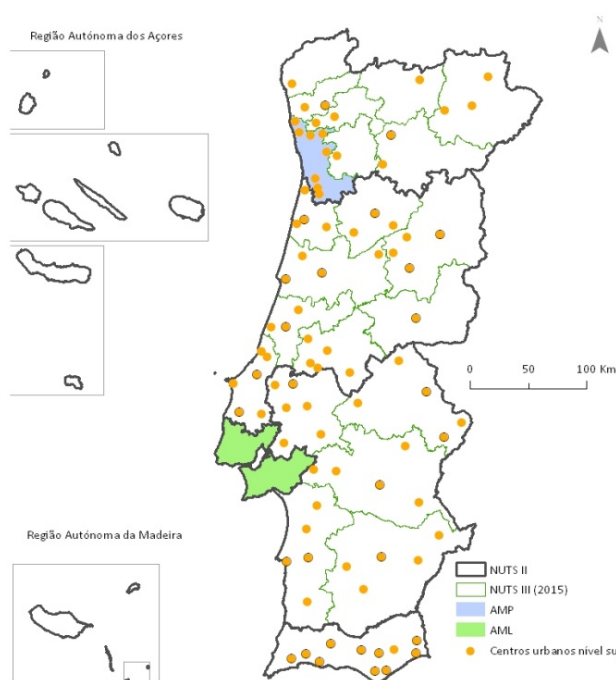 Região Autónoma dos Açores
N
0 50 100 Km
Região Autónoma da Madeira
NUTS II
NUTS III (2015)
AMP
AML
Centros urbanos nível su